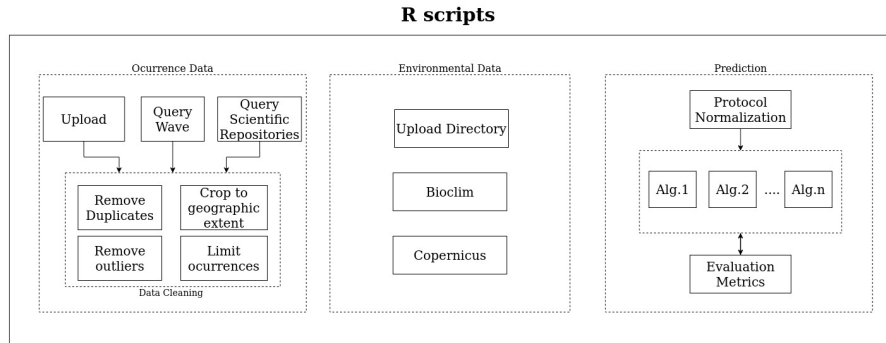 R scripts
Ocurrence Data
Upload
Query
Wave
Query
Scientific
Repositories
Remove
Duplicates
Crop to
geographic
extent
Remove
outliers
Limit
ocurrences
Data Cleaning
Environmental Data
Upload Directory
Bioclim
Copernicus
Prediction
Protocol
Normalization
Alg.1
Alg.2
....
Alg.n
Evaluation
Metrics